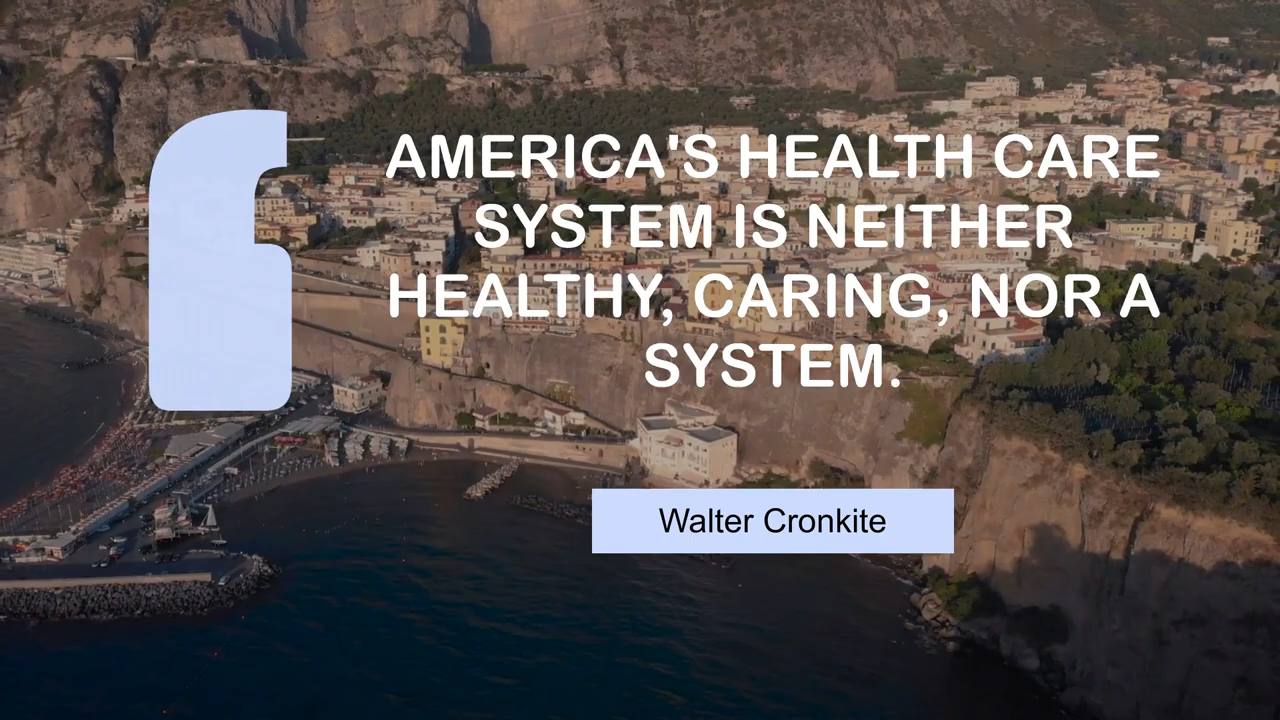 AMERICA'S HEALTH CARE
SYSTEM IS NEITHER
HEALTHY, CARING, NOR A
SYSTEM.
Walter Cronkite